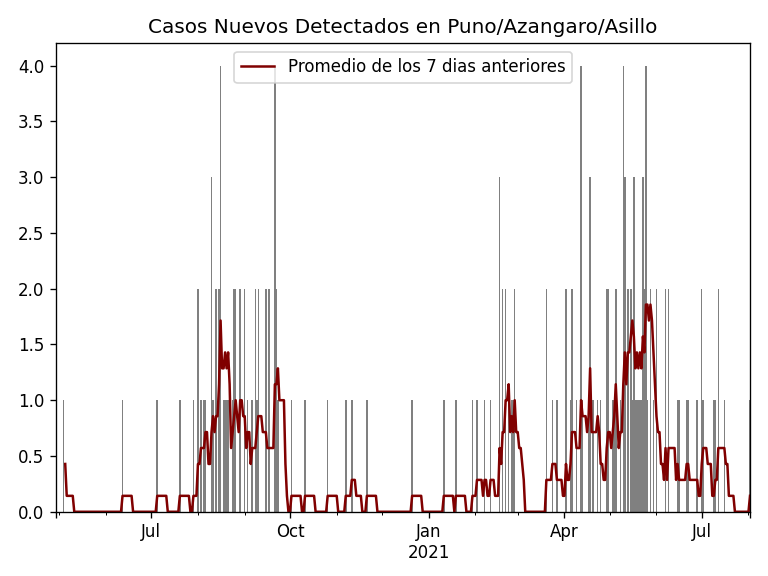 Casos Nuevos Detectados en Puno/Azangaro/Asillo
Promedio de los 7 dias anteriores
4.0
3.5
3.0
2.5
2.0
1.5
1.0
0.5
0.0
Jul
Oct
Jan
2021
Apr
Jul